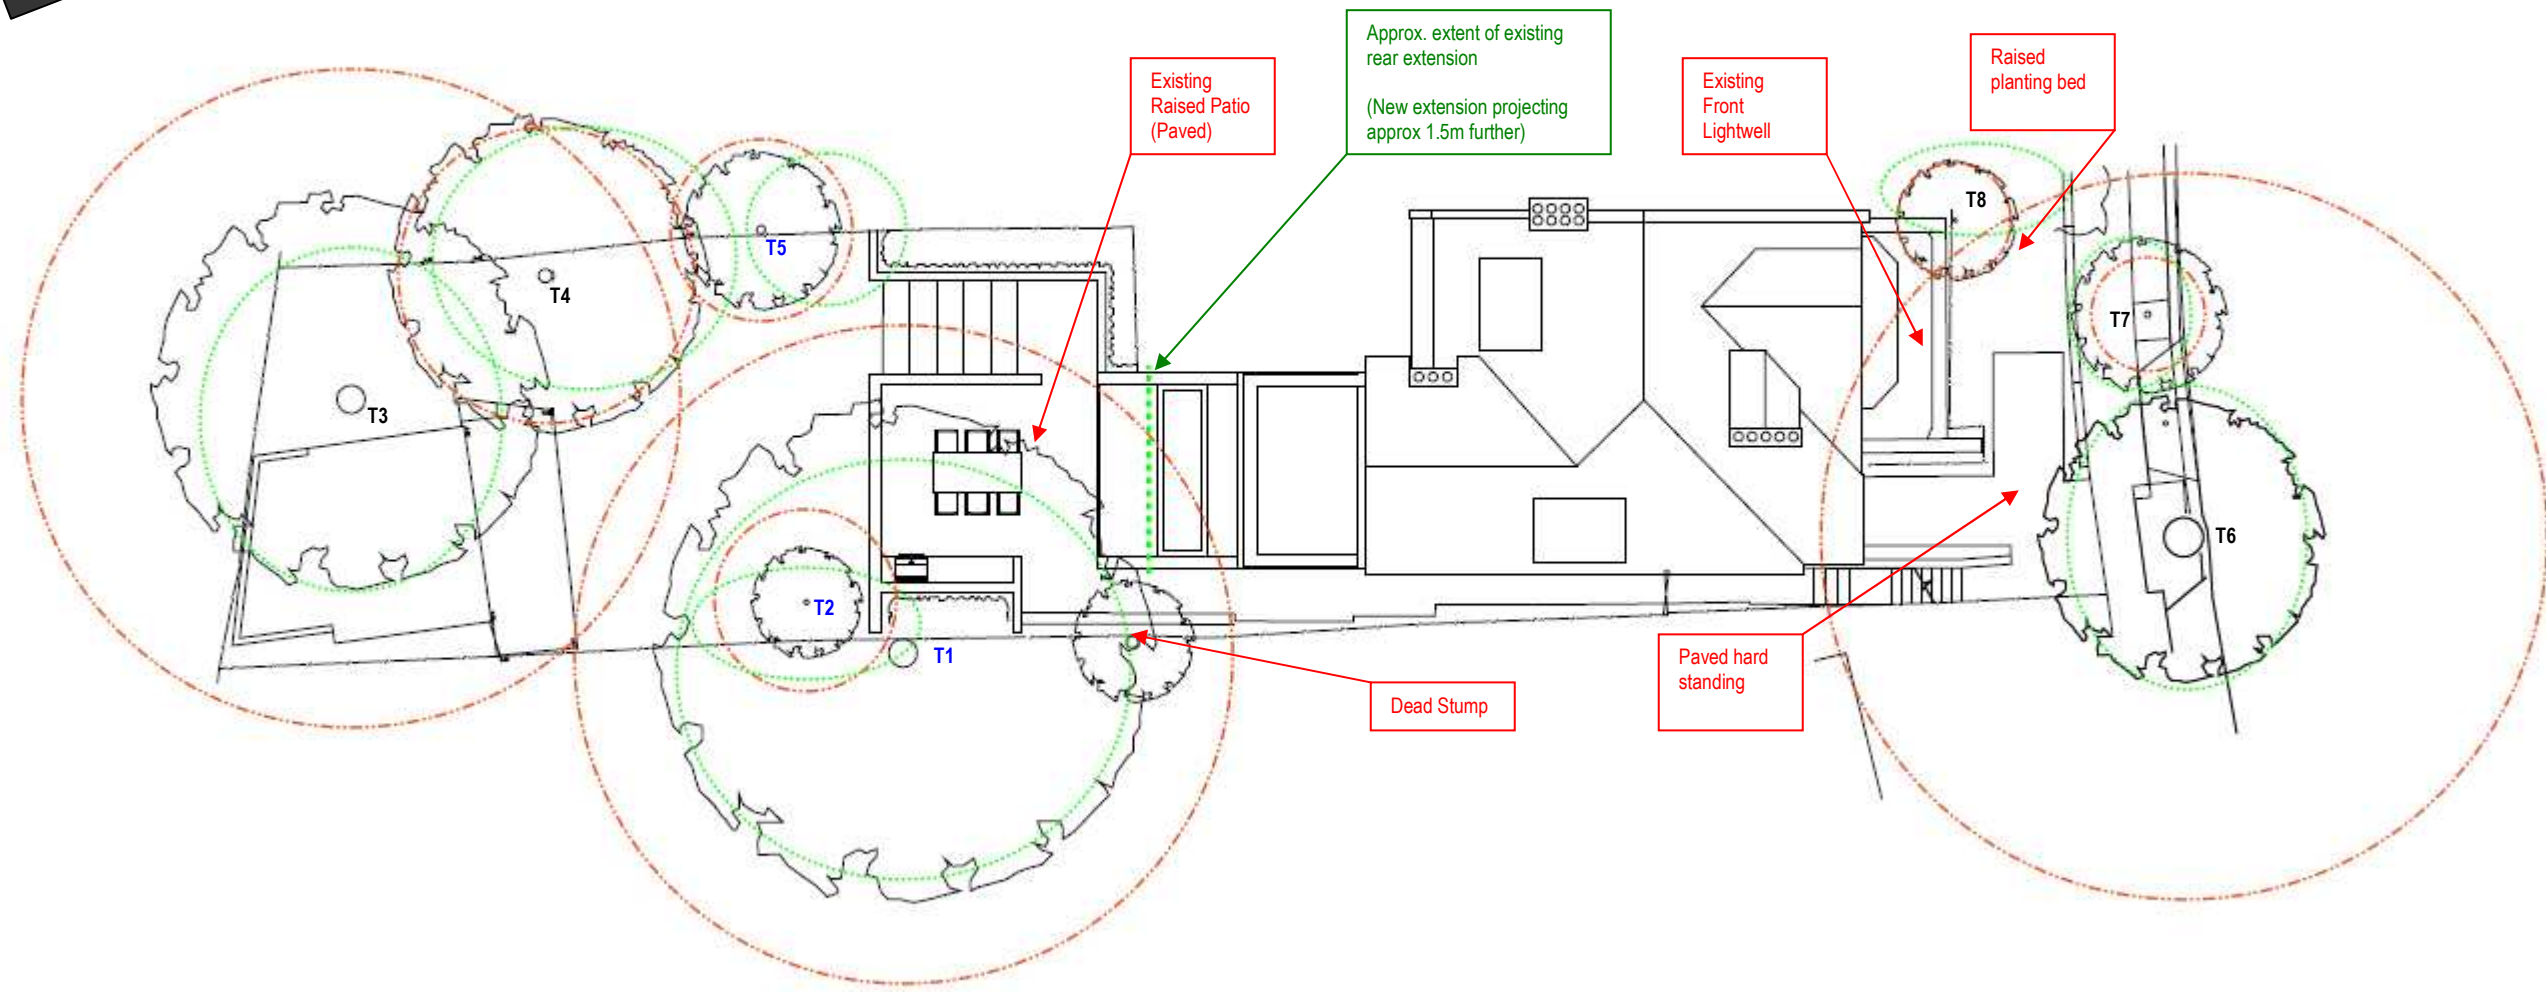 Approx. extent of existing
rear extension
(New extension projecting
approx 1.5m further)
Existing
Raised Patio
(Paved)
Existing
Front
Lightwell
Raised
planting bed
T8
T5
T4
T7
T3
T6
T2
T1
Dead Stump
Paved hard
standing